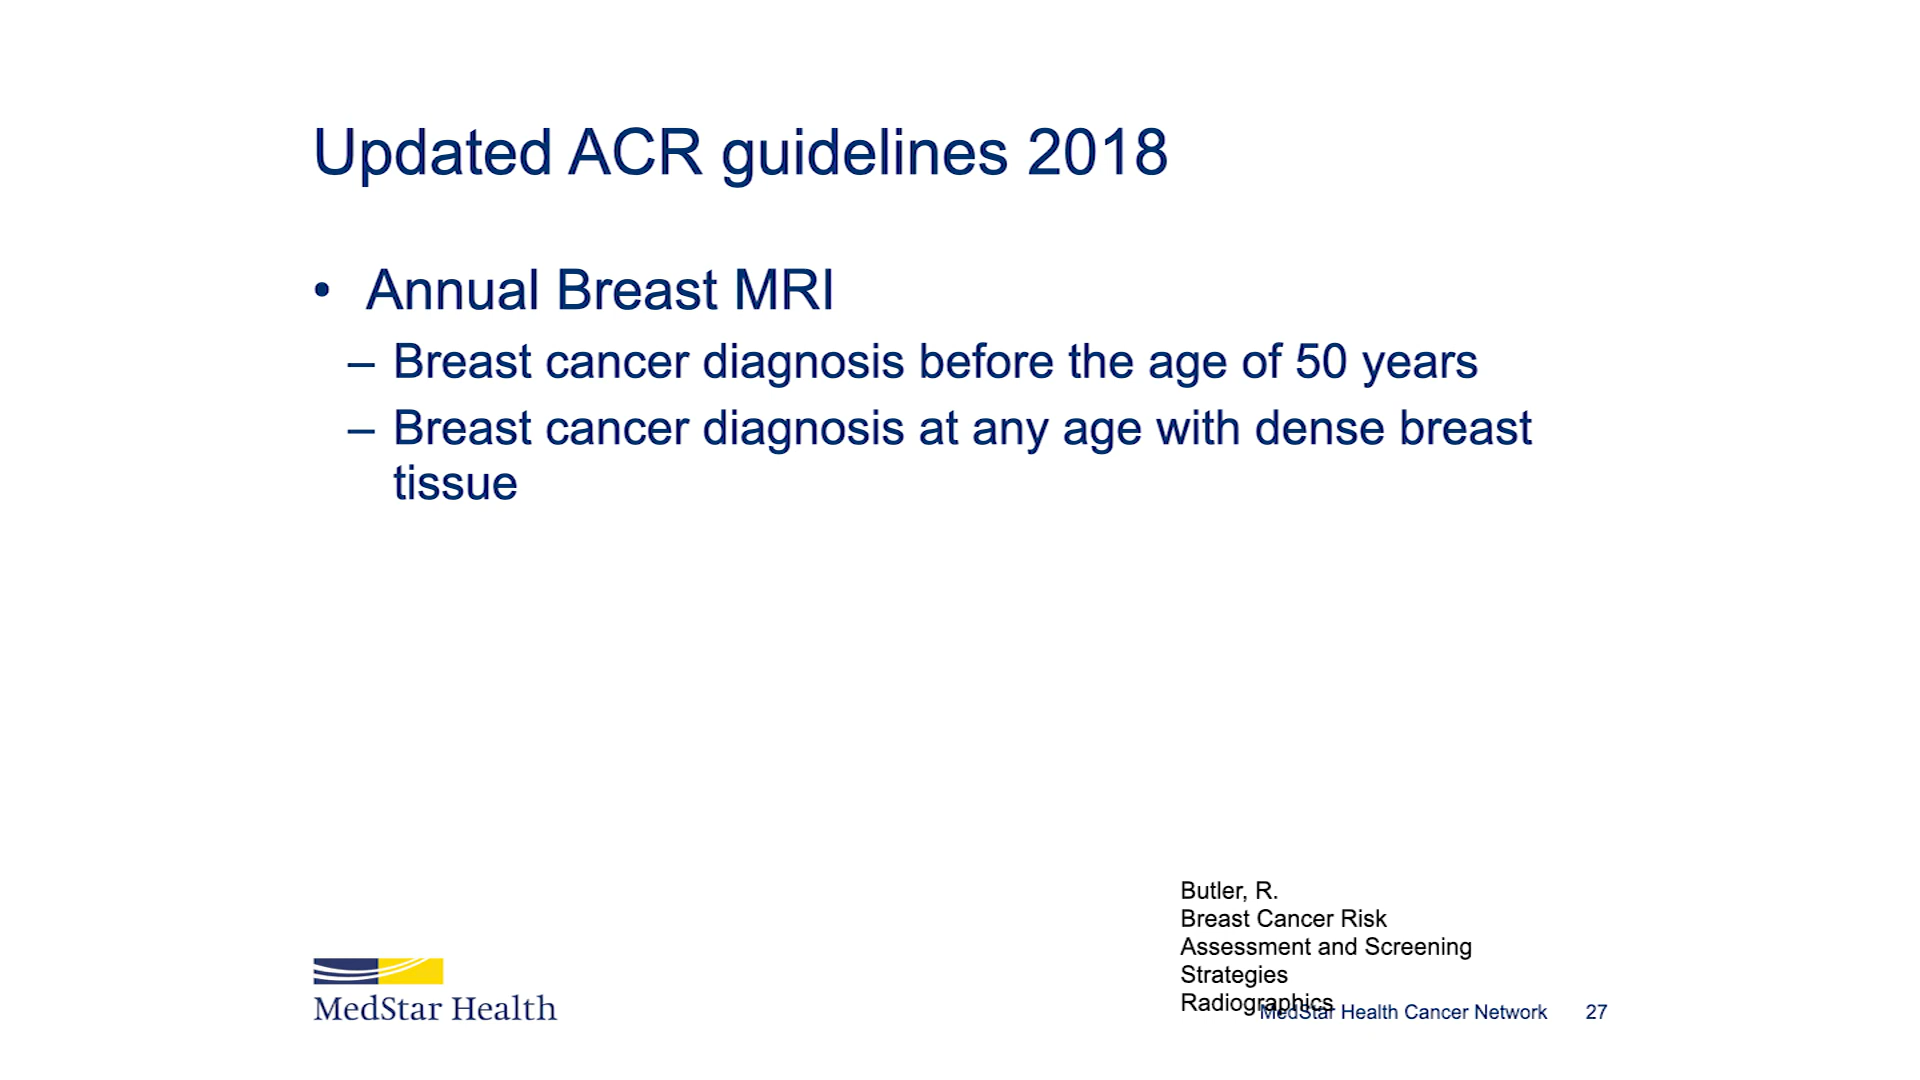 Updated ACR guidelines 2018
• Annual Breast MRI
– Breast cancer diagnosis before the age of 50 years
– Breast cancer diagnosis at any age with dense breast
tissue
Butler, R.
Breast Cancer Risk
Assessment and Screening
Strategies
Radiographics
MedStar Health
MedStar Health Cancer Network 27